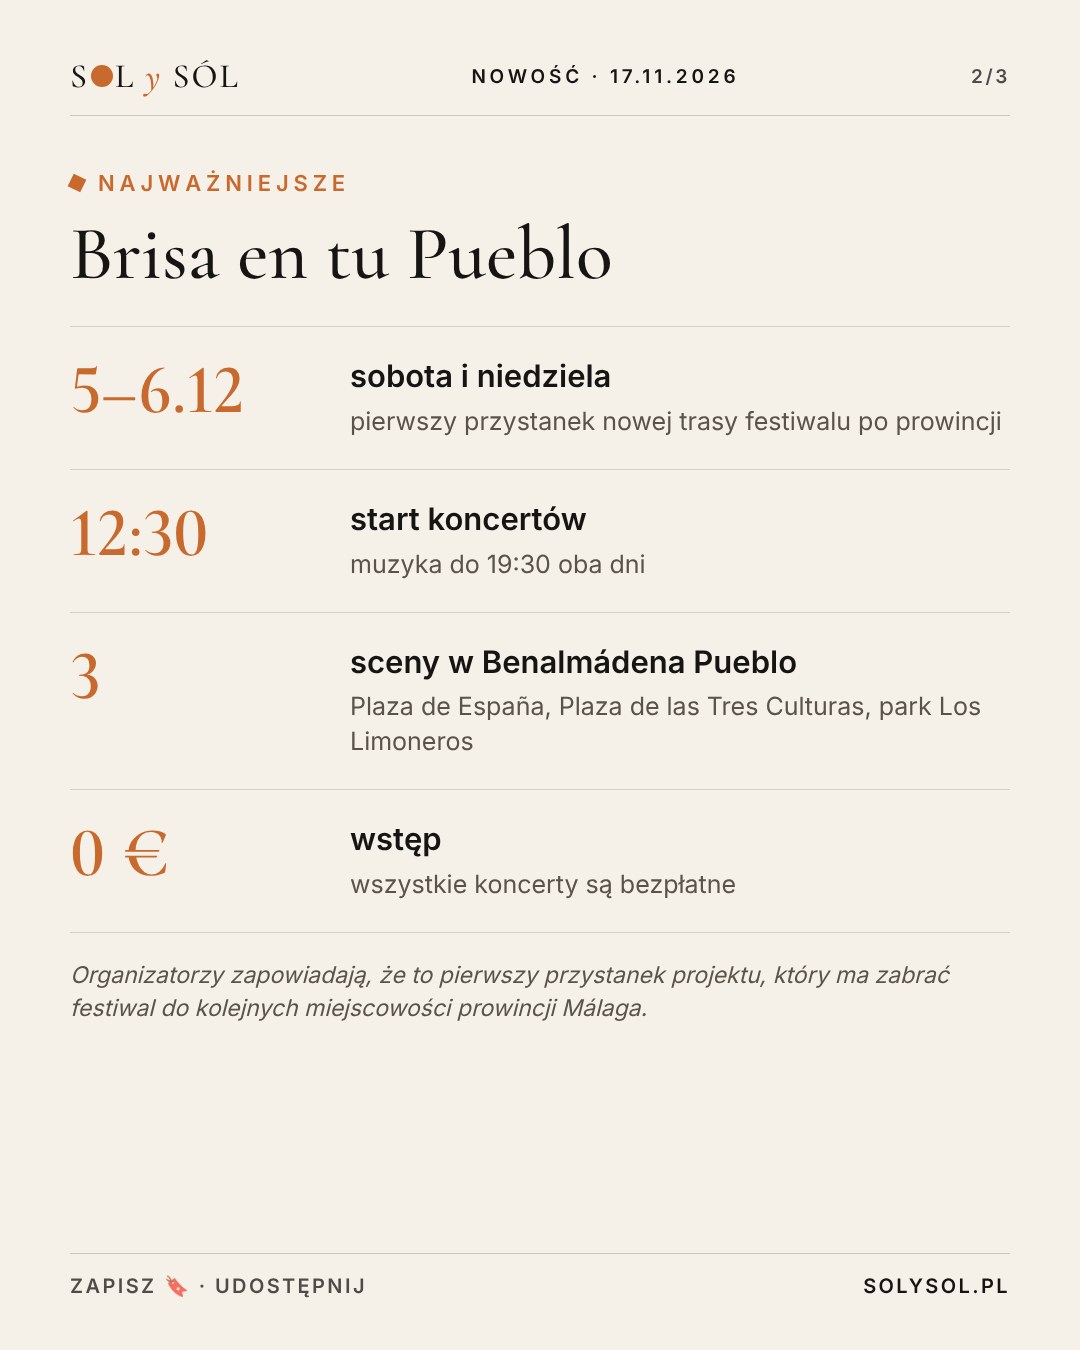 SOL y SÓL
NOWOŚĆ · 17.11.2026
2/3
NAJWAŻNIEJSZE
Brisa en tu Pueblo
5–6.12
sobota i niedziela
pierwszy przystanek nowej trasy festiwalu po prowincji
12:30
start koncertów
muzyka do 19:30 oba dni
3
sceny w Benalmádena Pueblo
Plaza de España, Plaza de las Tres Culturas, park Los
Limoneros
0 €
wstęp
wszystkie koncerty są bezpłatne
Organizatorzy zapowiadają, że to pierwszy przystanek projektu, który ma zabrać
festiwal do kolejnych miejscowości prowincji Málaga.
ZAPISZ 🔖 · UDOSTĘPNIJ
SOLYSOL.PL